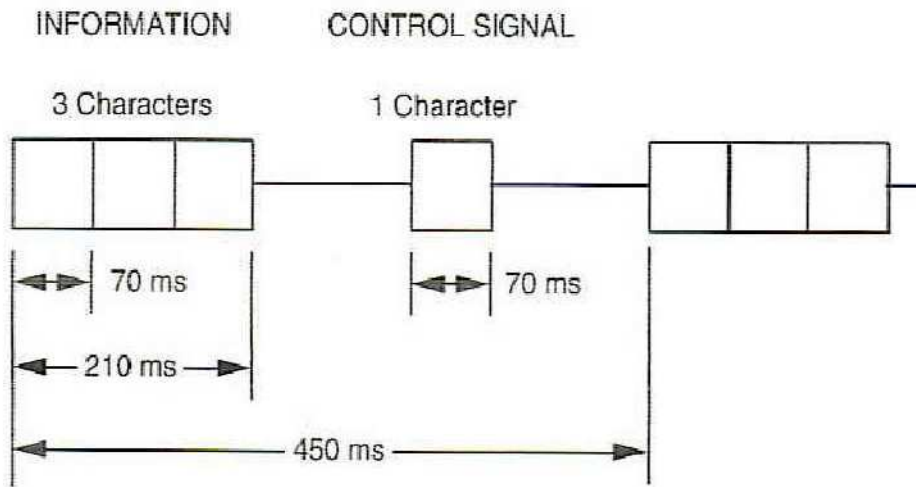 INFORMATION CONTROL SIGNAL
3 Characters 1 Character
70 ms 70 ms
210 ms
450 ms